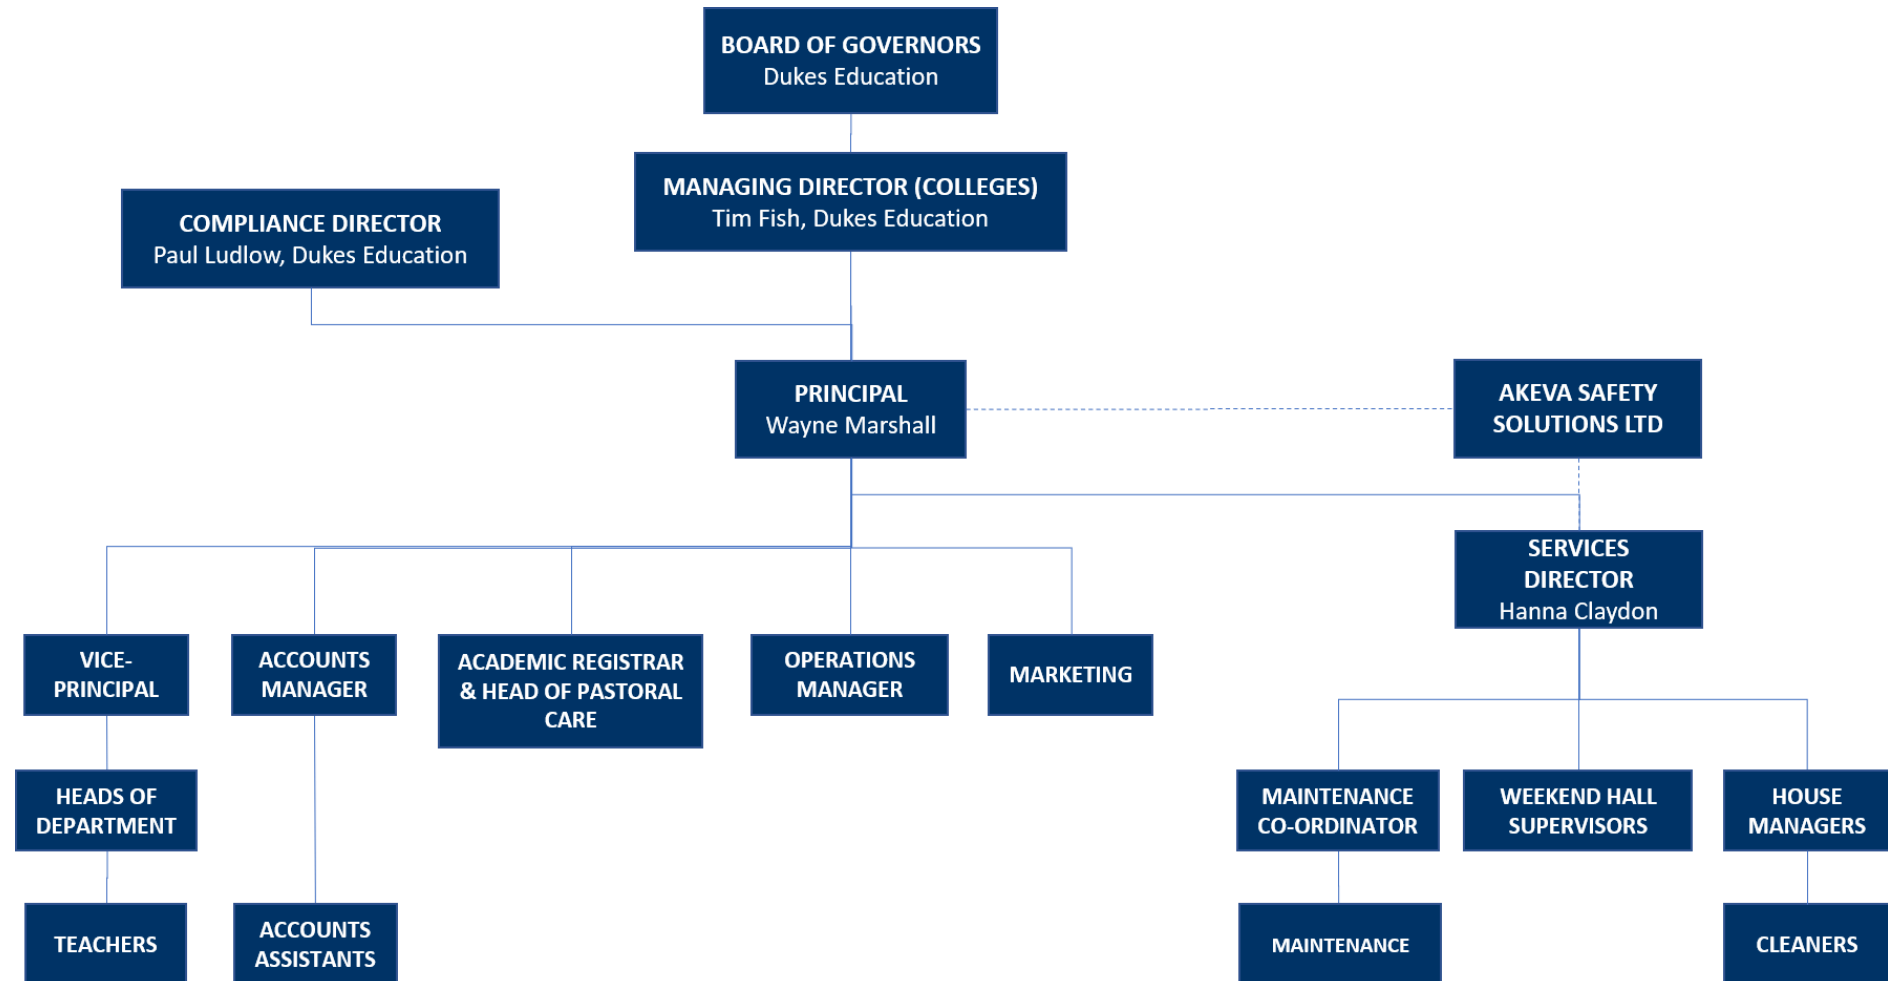 BOARD OF GOVERNORS
Dukes Education
MANAGING DIRECTOR (COLLEGES)
Tim Fish, Dukes Education
COMPLIANCE DIRECTOR
Paul Ludlow, Dukes Education
PRINCIPAL
Wayne Marshall
AKEVA SAFETY
SOLUTIONS LTD
SERVICES
DIRECTOR
Hanna Claydon
VICE-
PRINCIPAL
ACCOUNTS
MANAGER
ACADEMIC REGISTRAR
& HEAD OF PASTORAL
CARE
OPERATIONS
MANAGER
MARKETING
HEADS OF
DEPARTMENT
MAINTENANCE
CO-ORDINATOR
WEEKEND HALL
SUPERVISORS
HOUSE
MANAGERS
TEACHERS
ACCOUNTS
ASSISTANTS
MAINTENANCE
CLEANERS